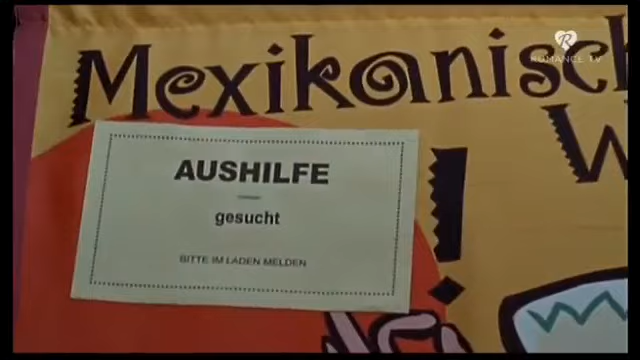 ROMANCE TV
Mexikanisch
W
AUSHILFE
gesucht
BITTE IM LADEN MELDEN
!